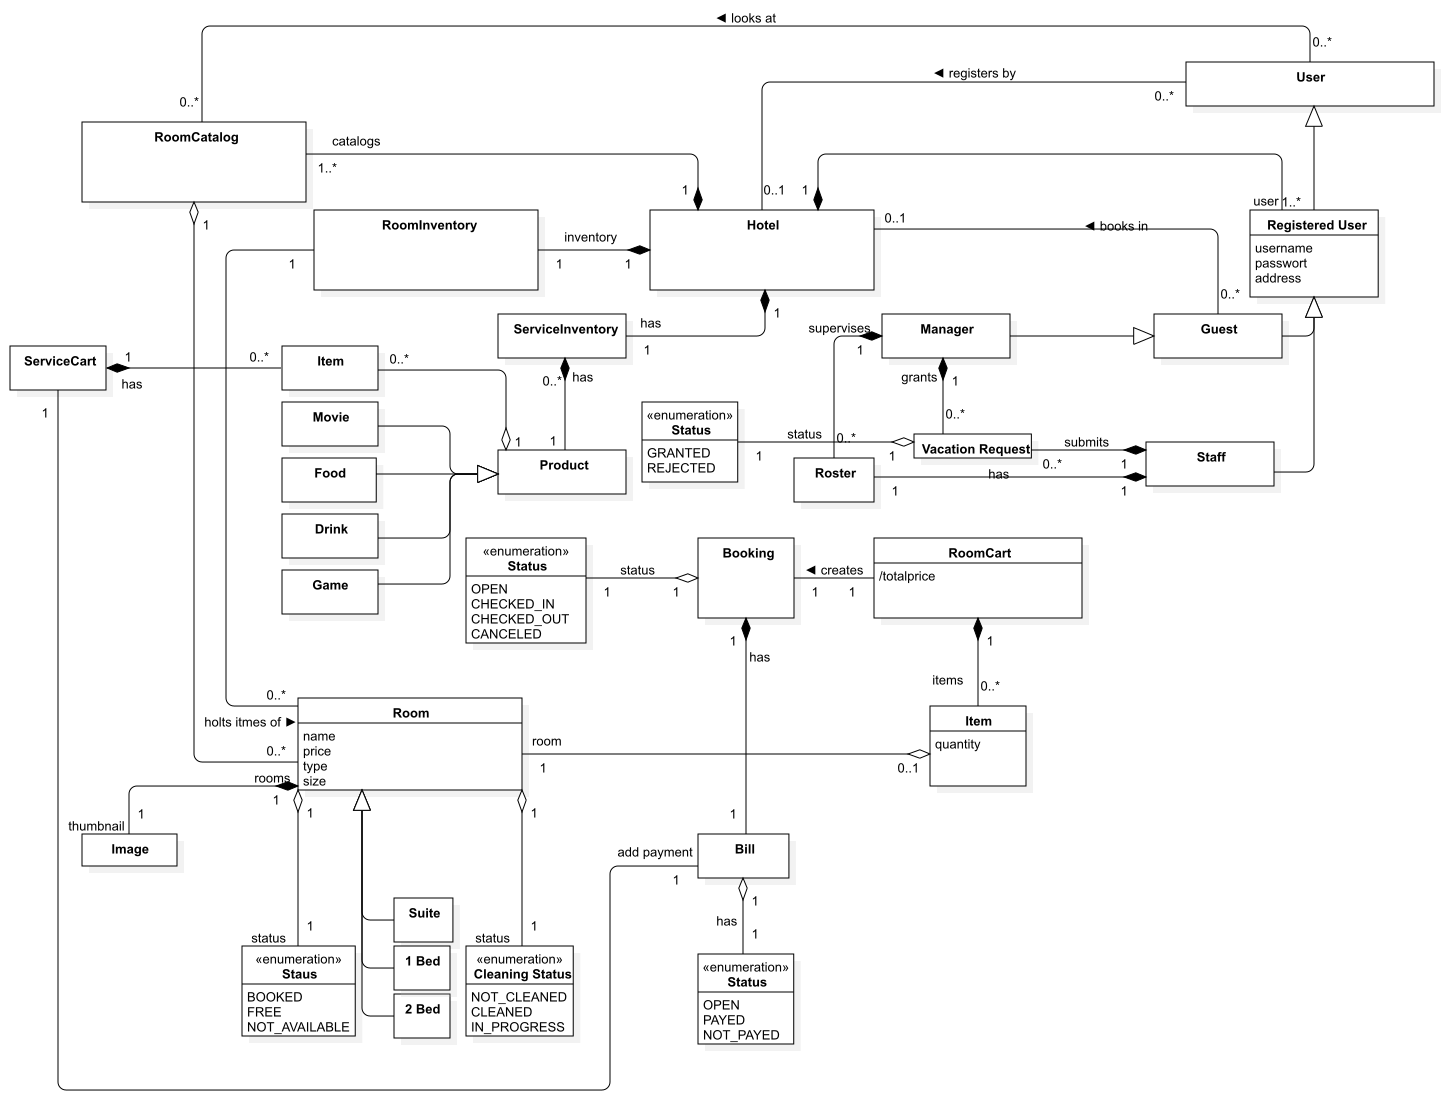 ◄ looks at
0..*
User
◄ registers by
0..*
0..*
RoomCatalog
catalogs
1..*
1
0..1
1
user 1..*
1
RoomInventory
Hotel
0..1
◄ books in
Registered User
username
passwort
address
inventory
1
1
1
0..*
1
has
1
ServiceInventory
supervises
1
Manager
Guest
ServiceCart
1
has
0..*
Item
0..*
0..*
has
grants
1
1
Movie
«enumeration»
Status
GRANTED
REJECTED
status
1
0..*
1
0..*
Vacation Request
submits
0..*
1
Staff
1
1
Product
Food
Roster
1
has
1
Drink
Game
«enumeration»
Status
OPEN
CHECKED_IN
CHECKED_OUT
CANCELED
status
1
1
Booking
◄ creates
1
1
RoomCart
/totalprice
1
has
1
items
0..*
0..*
holts itmes of ►
0..*
Room
name
price
type
size
room
1
0..1
Item
quantity
rooms
1
1
thumbnail
Image
1
1
1
add payment
1
Bill
1
has
1
Suite
1 Bed
2 Bed
1
status
«enumeration»
Staus
BOOKED
FREE
NOT_AVAILABLE
1
status
«enumeration»
Cleaning Status
NOT_CLEANED
CLEANED
IN_PROGRESS
«enumeration»
Status
OPEN
PAYED
NOT_PAYED